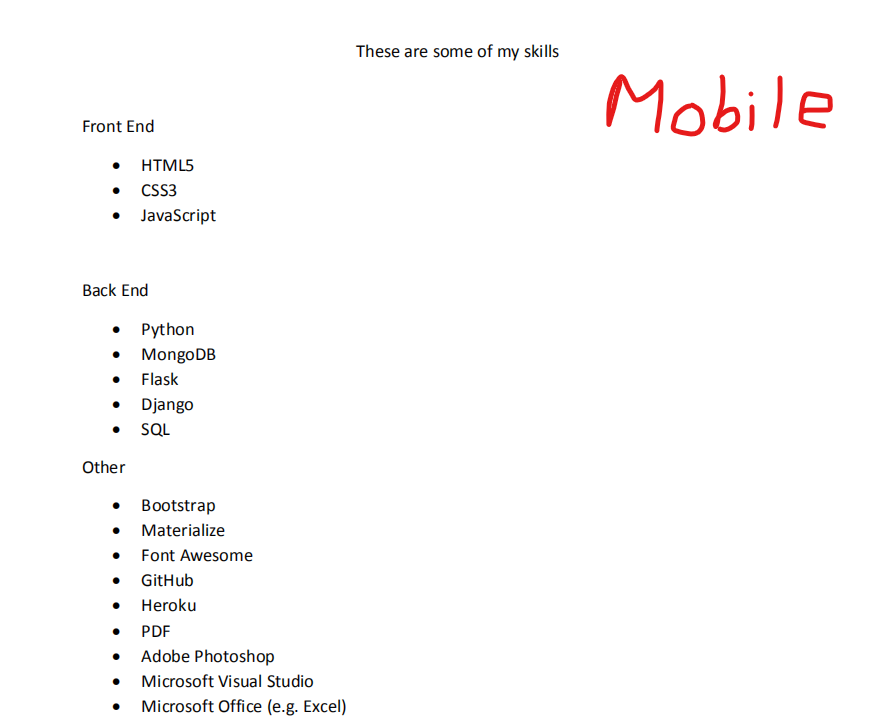 These are some of my skills
Mobile
Front End
• HTML5
• CSS3
• JavaScript
Back End
• Python
• MongoDB
• Flask
• Django
• SQL
Other
• Bootstrap
• Materialize
• Font Awesome
• GitHub
• Heroku
• PDF
• Adobe Photoshop
• Microsoft Visual Studio
• Microsoft Office (e.g. Excel)